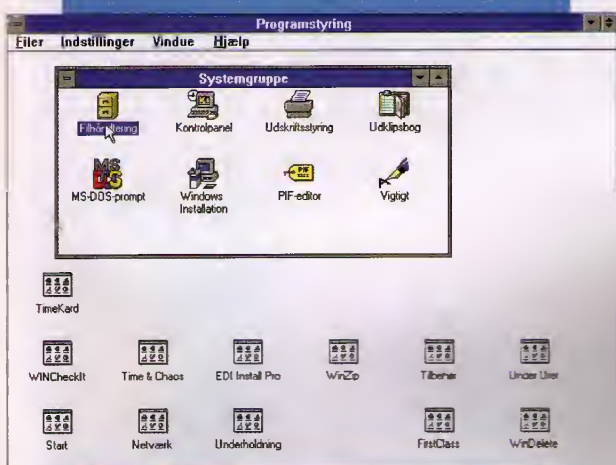 Programstyring
Filer Indstillinger Vindue Hjælp
Systemgruppe
Filhåndtering Kontrolpanel Udskriftsstyring Udklipsbog
MS-DOS-prompt Windows Installation PIF-editor Vigtigt
TimeKard
WINCheckIt Time & Chaos EDI Install Pro WinZip Tilbehør
Start Netværk Underholdning FirstClass WinDelete